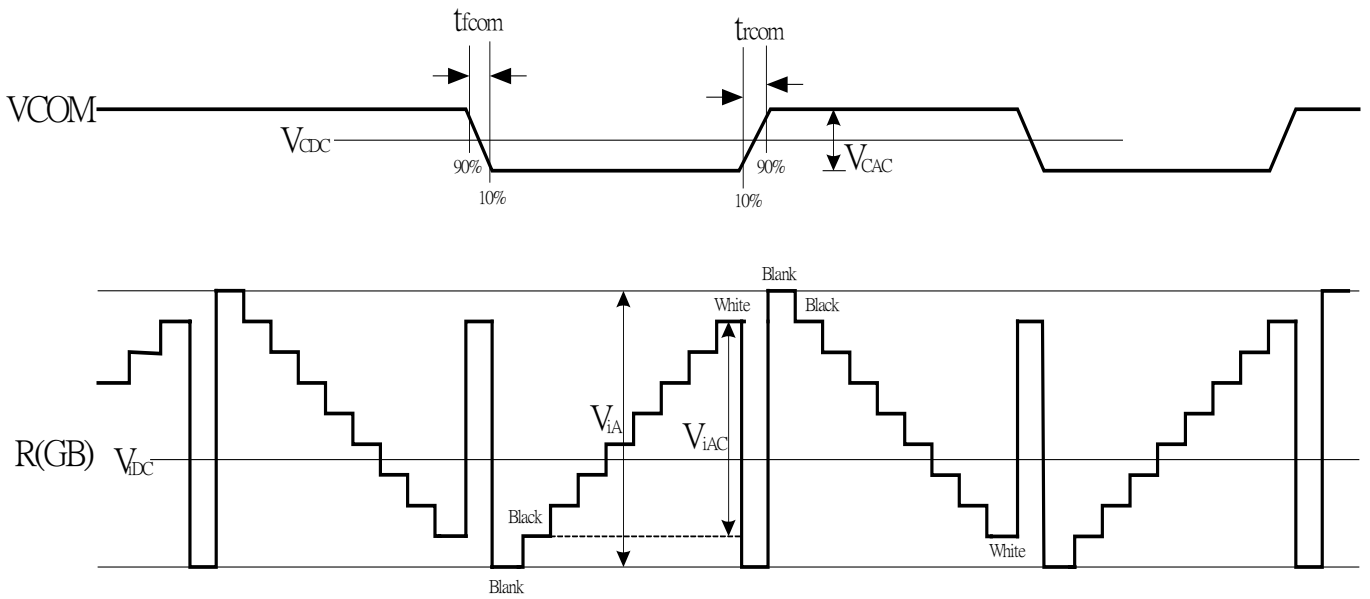 tfcom
trcom
VCOM
VCDC
90%
10%
90%
10%
VCAC
Blank
White
Black
ViA
ViAC
R(GB)
ViDC
Black
White
Blank